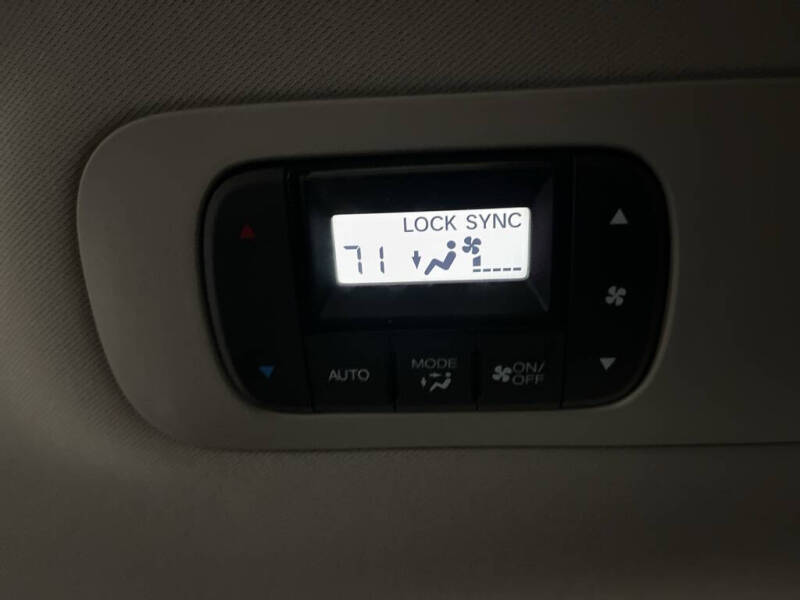 LOCK SYNC
71
AUTO
MODE
ON/
OFF